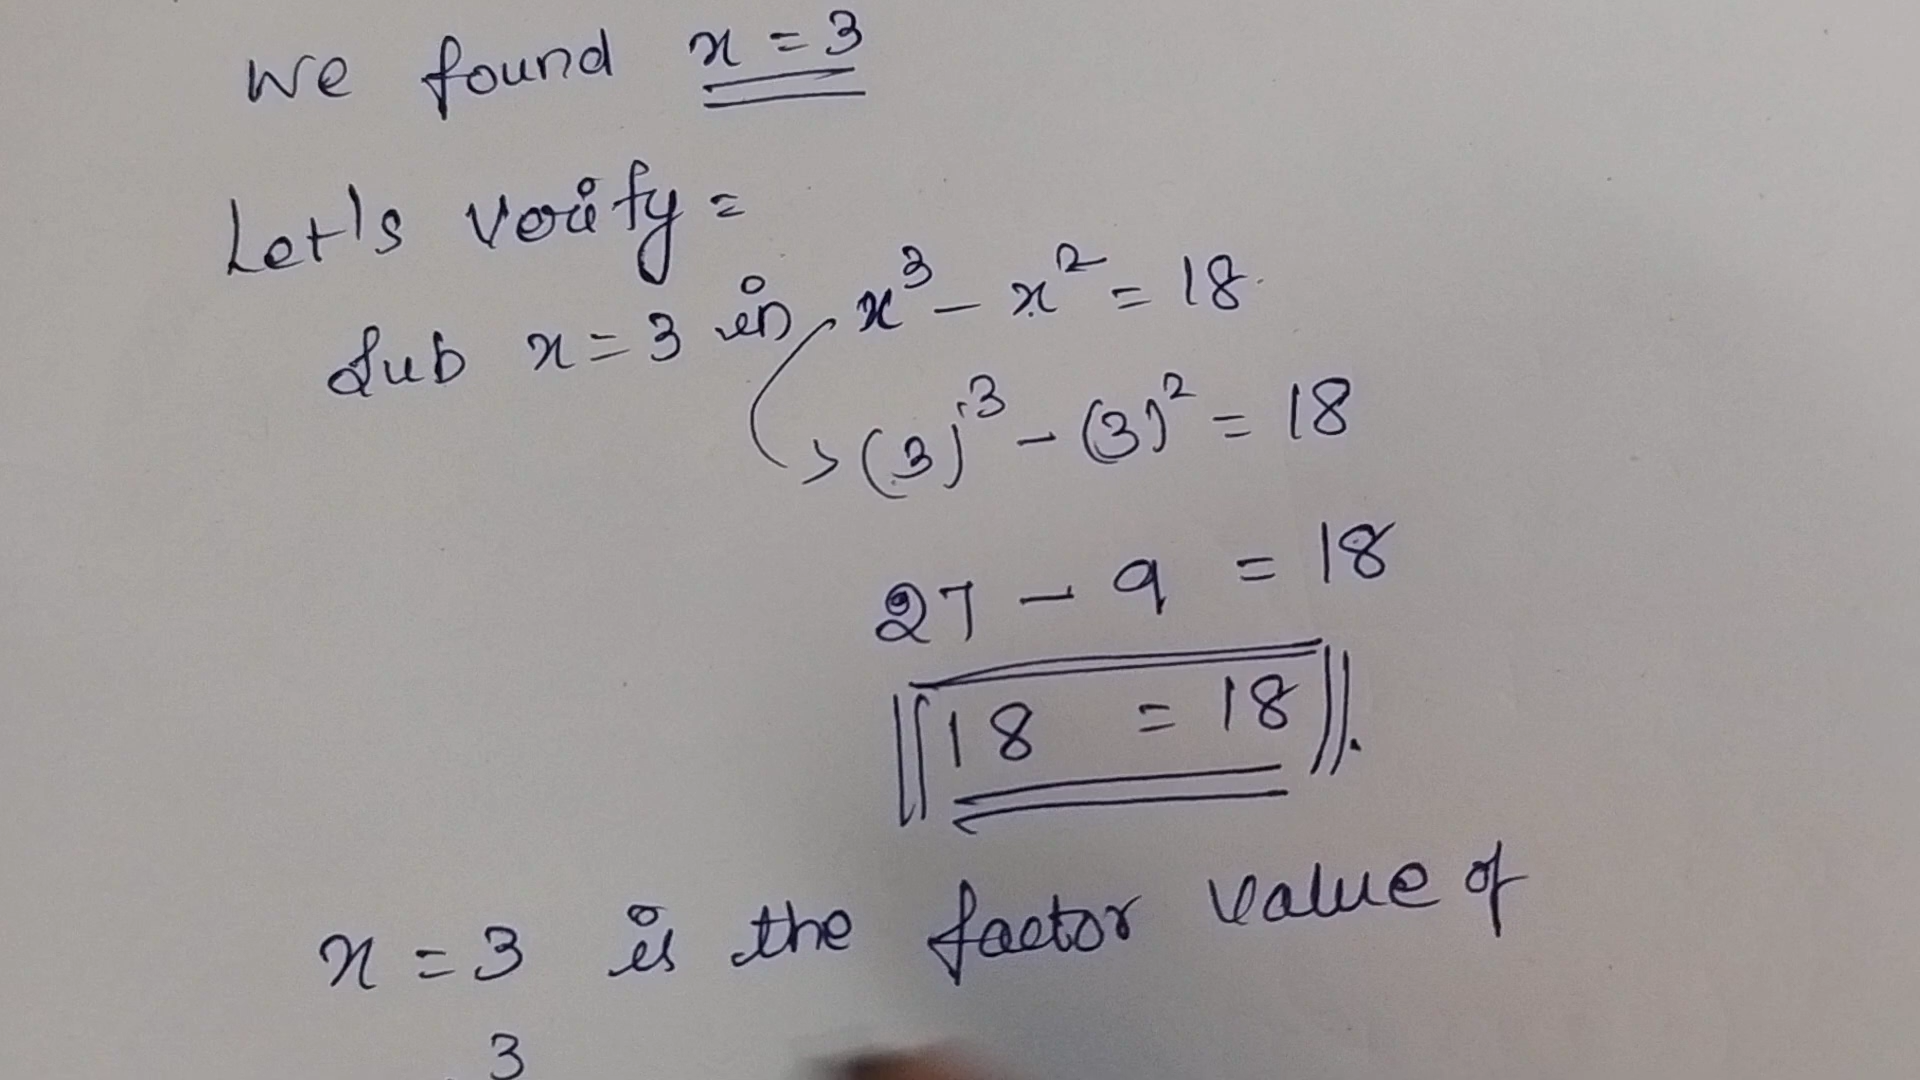 We found x = 3
Let's verify =
Sub x = 3 in x³ - x² = 18.
(3)³ - (3)² = 18
27 - 9 = 18
18 = 18
x = 3 is the factor value of
3